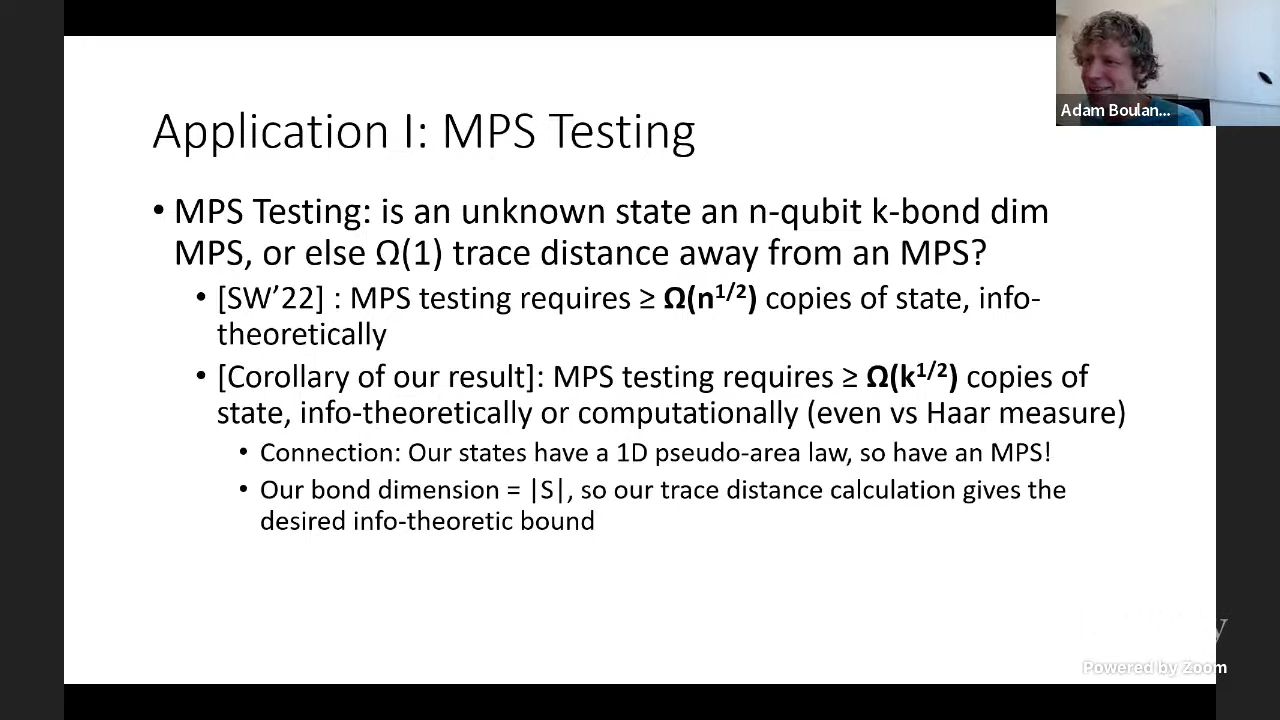 Application I: MPS Testing
• MPS Testing: is an unknown state an n-qubit k-bond dim
MPS, or else Ω(1) trace distance away from an MPS?
• [SW’22] : MPS testing requires ≥ Ω(n^1/2) copies of state, info-
theoretically
• [Corollary of our result]: MPS testing requires ≥ Ω(k^1/2) copies of
state, info-theoretically or computationally (even vs Haar measure)
• Connection: Our states have a 1D pseudo-area law, so have an MPS!
• Our bond dimension = |S|, so our trace distance calculation gives the
desired info-theoretic bound
Adam Boulan...
Powered by Zoom